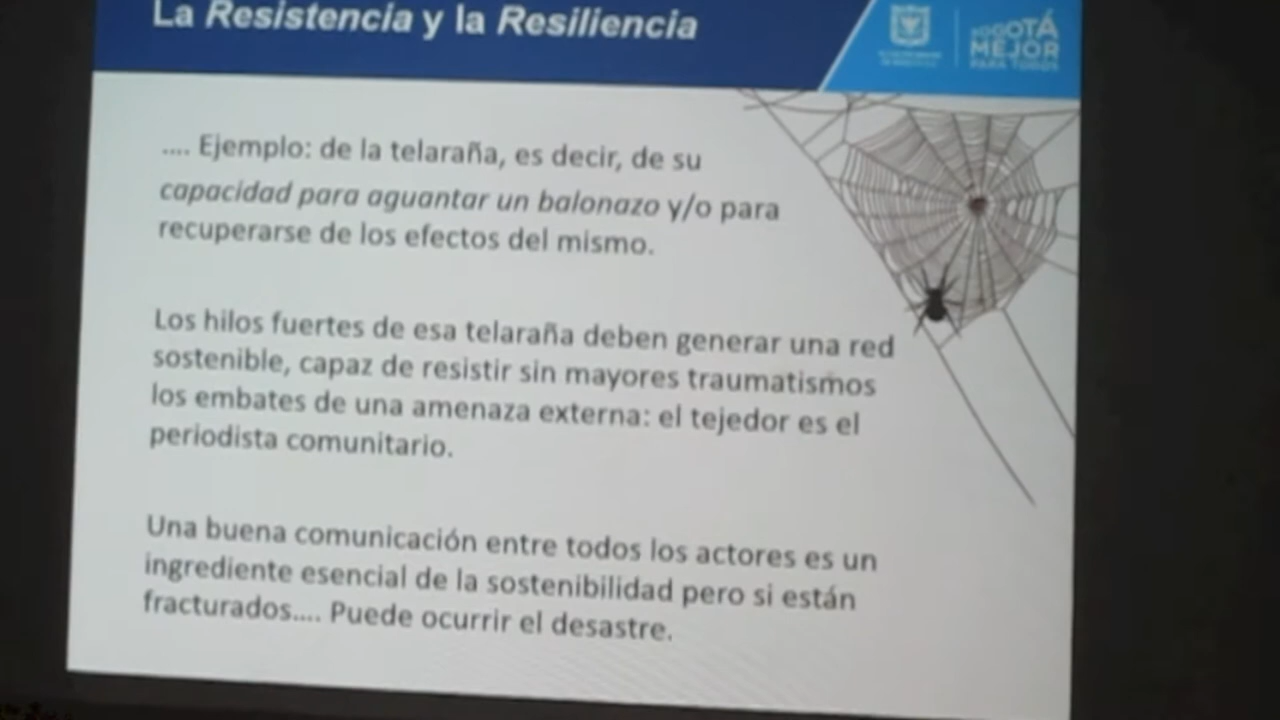 La Resistencia y la Resiliencia
BOGOTÁ
MEJOR
PARA TODOS
.... Ejemplo: de la telaraña, es decir, de su
capacidad para aguantar un balonazo y/o para
recuperarse de los efectos del mismo.
Los hilos fuertes de esa telaraña deben generar una red
sostenible, capaz de resistir sin mayores traumatismos
los embates de una amenaza externa: el tejedor es el
periodista comunitario.
Una buena comunicación entre todos los actores es un
ingrediente esencial de la sostenibilidad pero si están
fracturados.... Puede ocurrir el desastre.